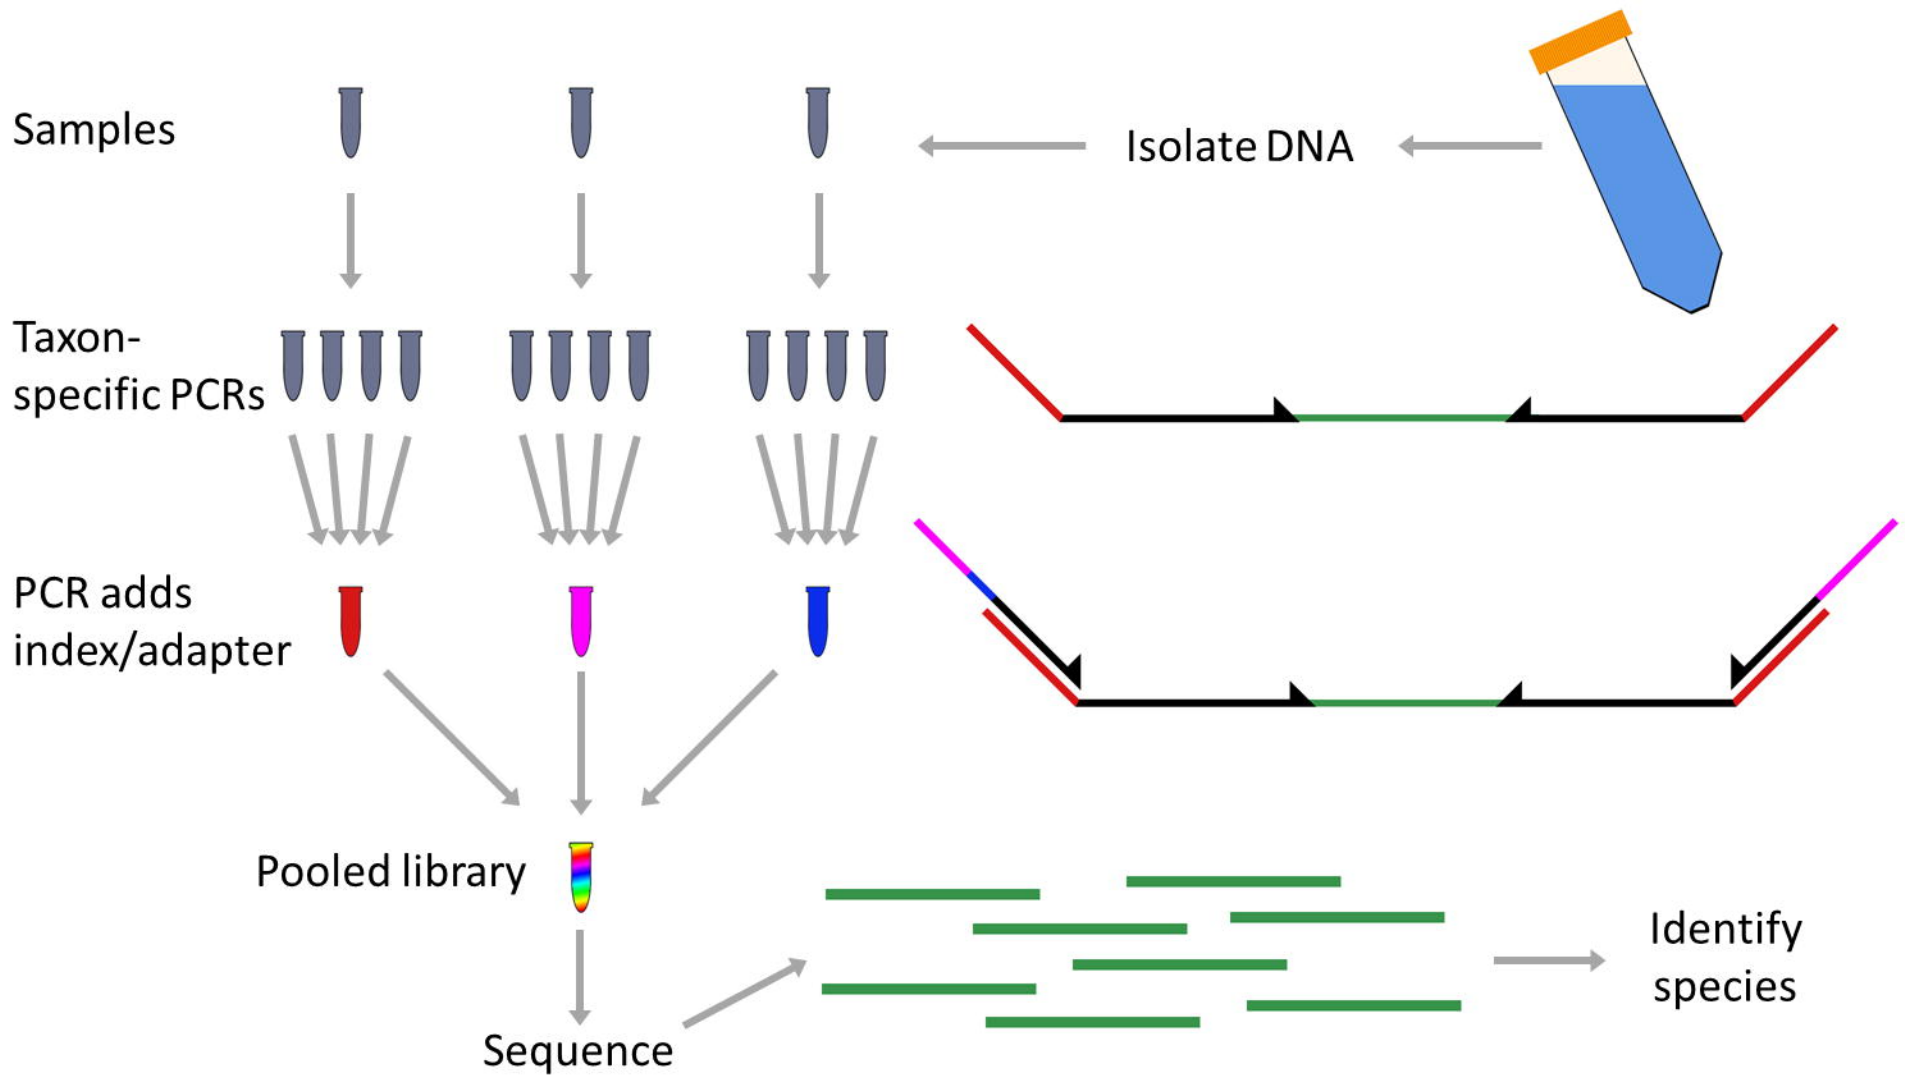 Samples
Isolate DNA
Taxon-
specific PCRs
PCR adds
index/adapter
Pooled library
Sequence
Identify
species